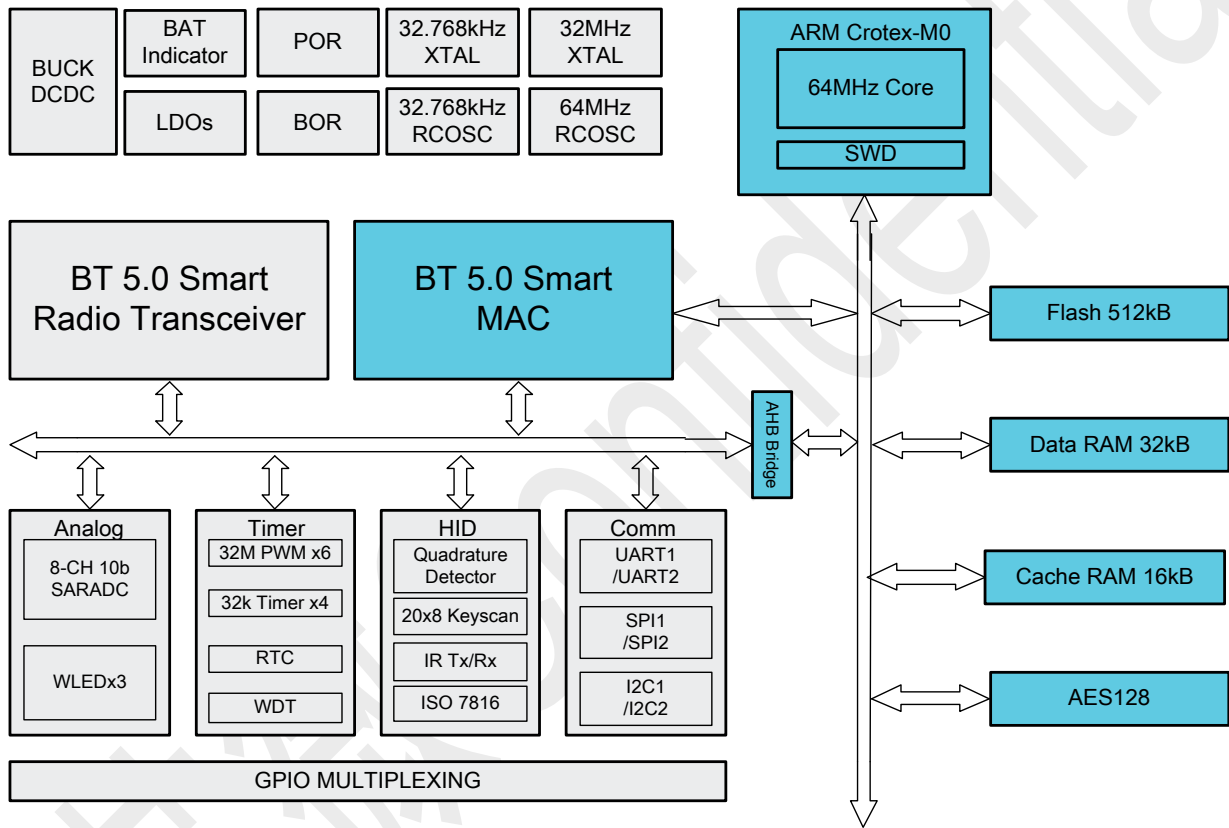 BUCK
DCDC
BAT
Indicator
POR
32.768kHz
XTAL
32MHz
XTAL
LDOs
BOR
32.768kHz
RCOSC
64MHz
RCOSC
ARM Crotex-M0
64MHz Core
SWD
BT 5.0 Smart
Radio Transceiver
BT 5.0 Smart
MAC
Flash 512kB
AHB Bridge
Data RAM 32kB
Analog
8-CH 10b
SARADC
WLEDx3
Timer
32M PWM x6
32k Timer x4
RTC
WDT
HID
Quadrature
Detector
20x8 Keyscan
IR Tx/Rx
ISO 7816
Comm
UART1
/UART2
SPI1
/SPI2
I2C1
/I2C2
Cache RAM 16kB
AES128
GPIO MULTIPLEXING